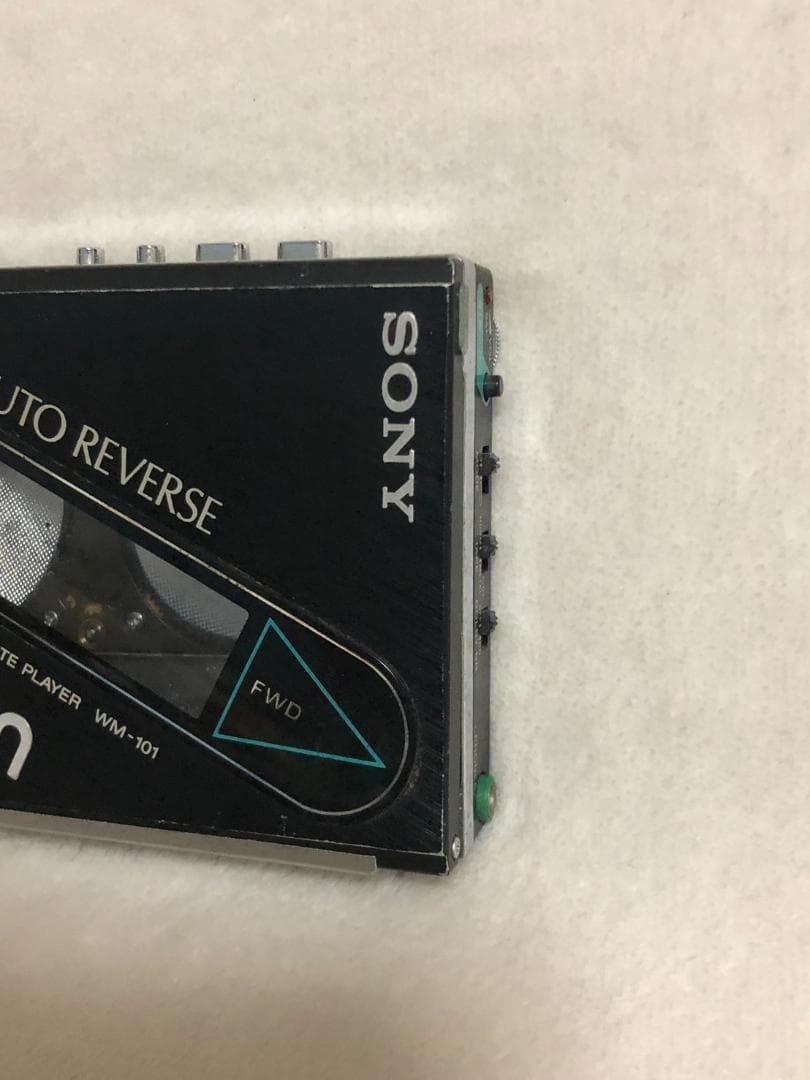 SONY
UTO REVERSE
FWD
TE PLAYER WM-101
n